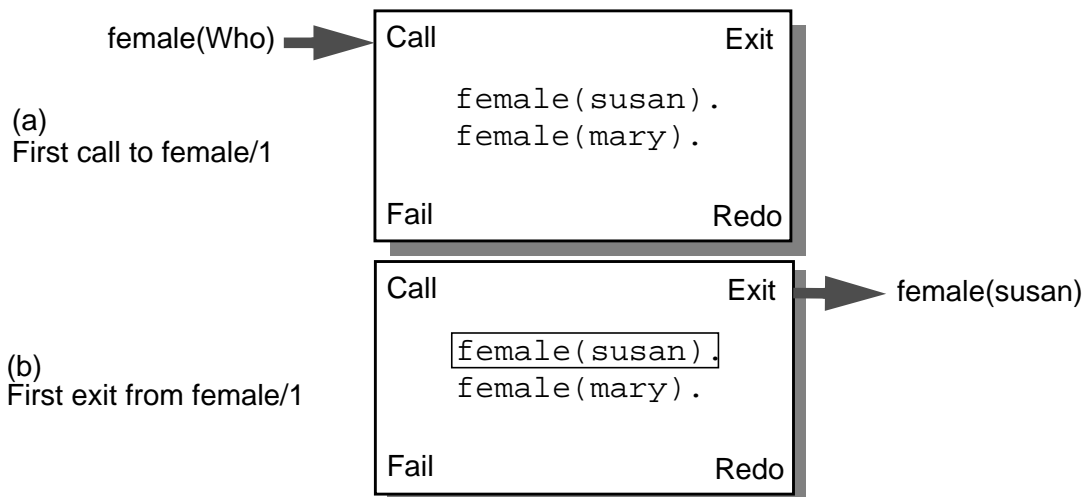 female(Who)
Call Exit
female(susan).
female(mary).
(a)
First call to female/1
Fail Redo
Call Exit
female(susan)
female(susan).
female(mary).
(b)
First exit from female/1
Fail Redo